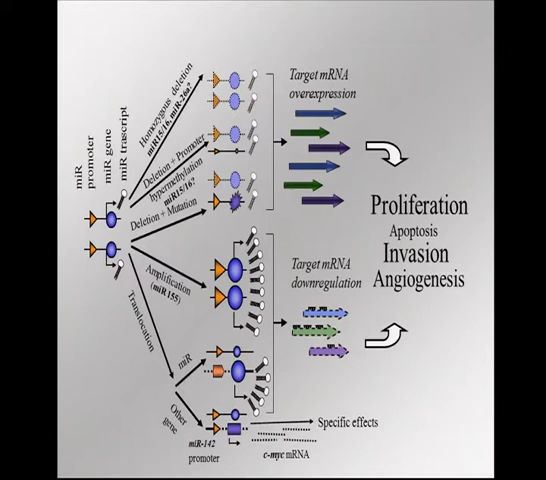 miR promoter
miR gene
miR trascript
Homozygous deletion
miR15/16, miR-26a?
Deletion + Promoter
hypermethylation
miR15/16?
Deletion + Mutation
Amplification
(miR155)
Translocation
miR
Other
gene
miR-142
promoter
c-myc mRNA
Specific effects
Target mRNA
overexpression
Target mRNA
downregulation
Proliferation
Apoptosis
Invasion
Angiogenesis